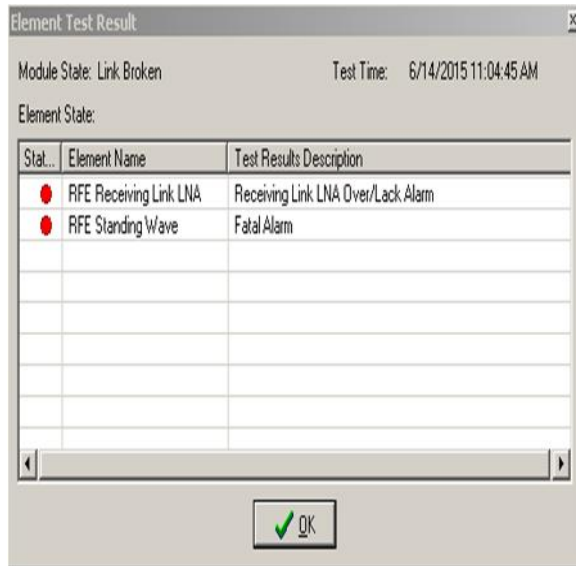 Element Test Result
Module State: Link Broken Test Time: 6/14/2015 11:04:45 AM
Element State:
Stat... Element Name Test Results Description
RFE Receiving Link LNA Receiving Link LNA Over/Lack Alarm
RFE Standing Wave Fatal Alarm
OK